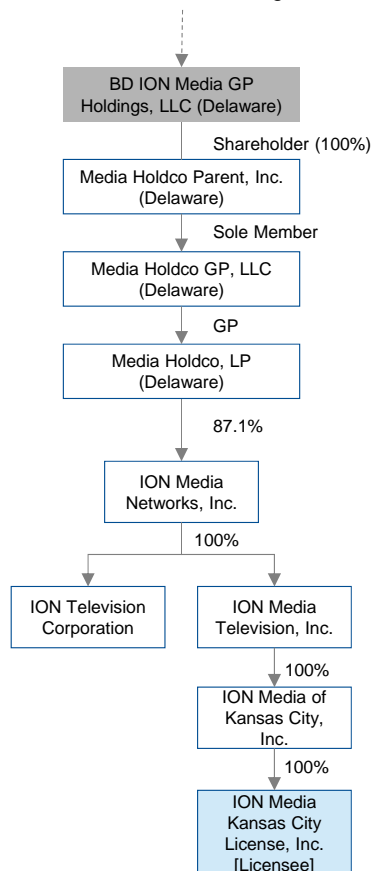 BD ION Media GP
Holdings, LLC (Delaware)
Shareholder (100%)
Media Holdco Parent, Inc.
(Delaware)
Sole Member
Media Holdco GP, LLC
(Delaware)
GP
Media Holdco, LP
(Delaware)
87.1%
ION Media
Networks, Inc.
100%
ION Television
Corporation
ION Media
Television, Inc.
100%
ION Media of
Kansas City,
Inc.
100%
ION Media
Kansas City
License, Inc.
[Licensee]